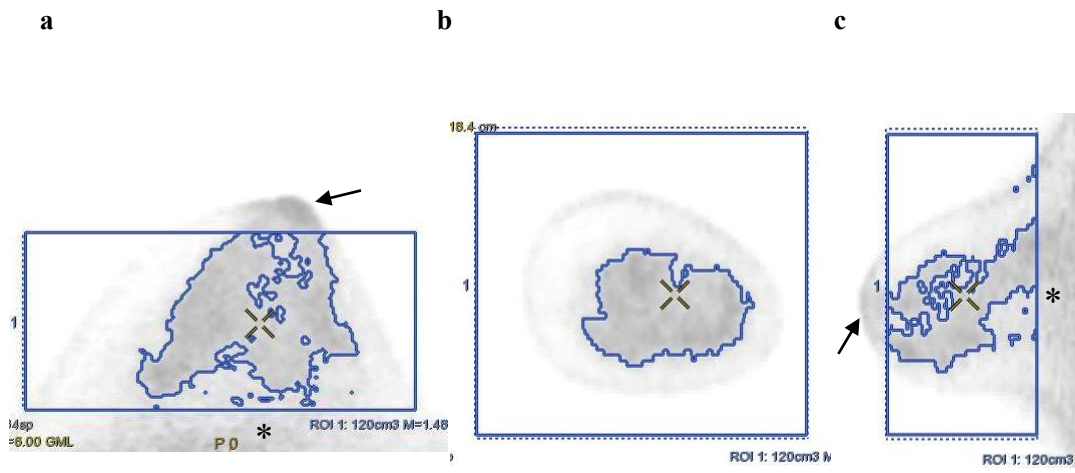 a b c
18.4 cm
1
1
1
34sp
=6.00 GML
P 0
*
ROI 1: 120cm3 M=1.48
ROI 1: 120cm3 M
*
ROI 1: 120cm3